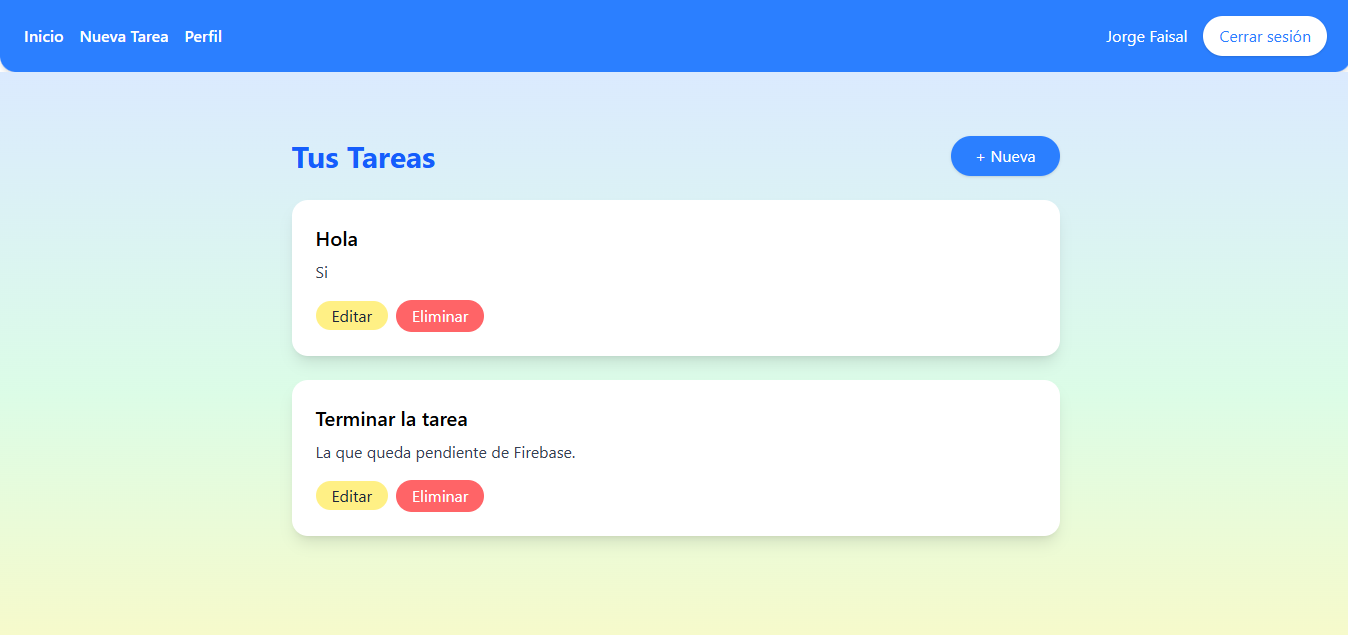 Inicio Nueva Tarea Perfil Jorge Faisal Cerrar sesión
Tus Tareas + Nueva
Hola
Si
Editar Eliminar
Terminar la tarea
La que queda pendiente de Firebase.
Editar Eliminar